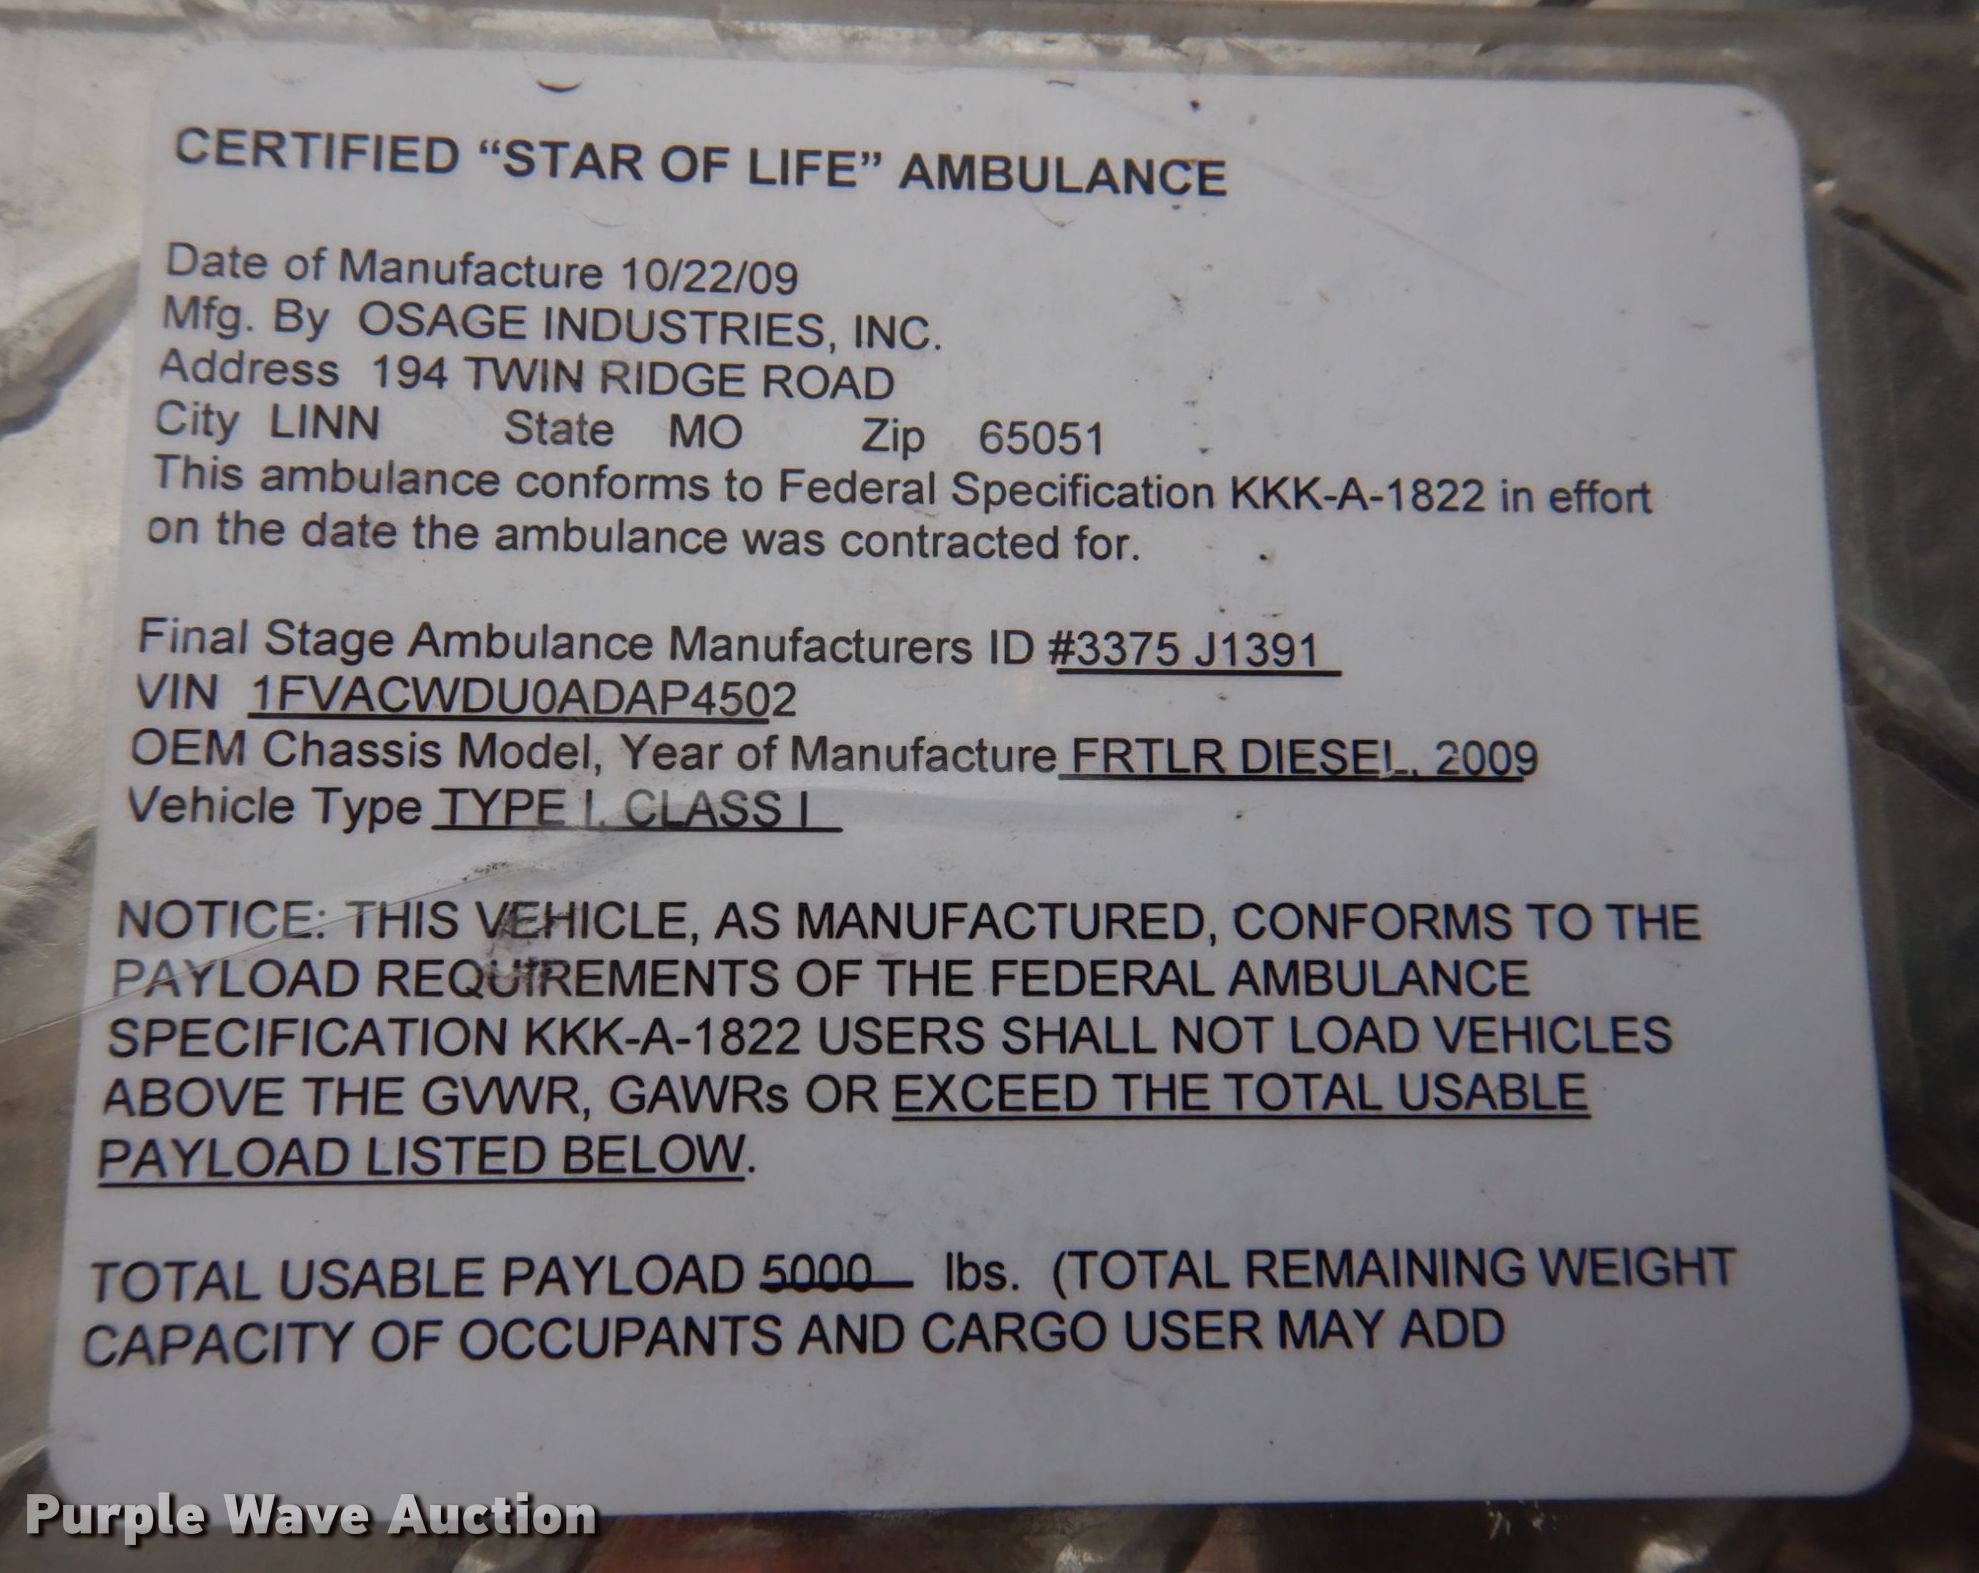 CERTIFIED “STAR OF LIFE” AMBULANCE
Date of Manufacture 10/22/09
Mfg. By OSAGE INDUSTRIES, INC.
Address 194 TWIN RIDGE ROAD
City LINN State MO Zip 65051
This ambulance conforms to Federal Specification KKK-A-1822 in effort
on the date the ambulance was contracted for.
Final Stage Ambulance Manufacturers ID #3375 J1391
VIN 1FVACWDU0ADAP4502
OEM Chassis Model, Year of Manufacture FRTLR DIESEL, 2009
Vehicle Type TYPE I, CLASS I
NOTICE: THIS VEHICLE, AS MANUFACTURED, CONFORMS TO THE
PAYLOAD REQUIREMENTS OF THE FEDERAL AMBULANCE
SPECIFICATION KKK-A-1822 USERS SHALL NOT LOAD VEHICLES
ABOVE THE GVWR, GAWRs OR EXCEED THE TOTAL USABLE
PAYLOAD LISTED BELOW.
TOTAL USABLE PAYLOAD 5000 lbs. (TOTAL REMAINING WEIGHT
CAPACITY OF OCCUPANTS AND CARGO USER MAY ADD
Purple Wave Auction